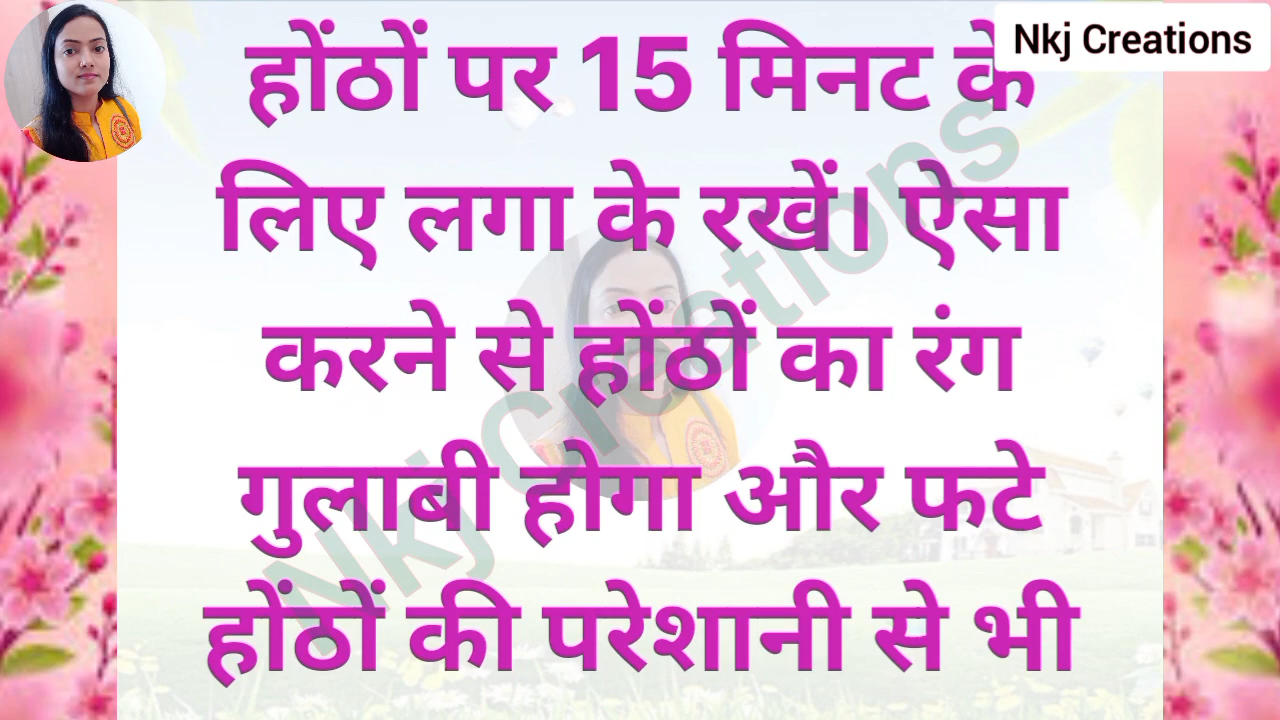 Nkj Creations
होंठों पर 15 मिनट के
लिए लगा के रखें। ऐसा
करने से होंठों का रंग
गुलाबी होगा और फटे
होंठों की परेशानी से भी
Nkj Creations